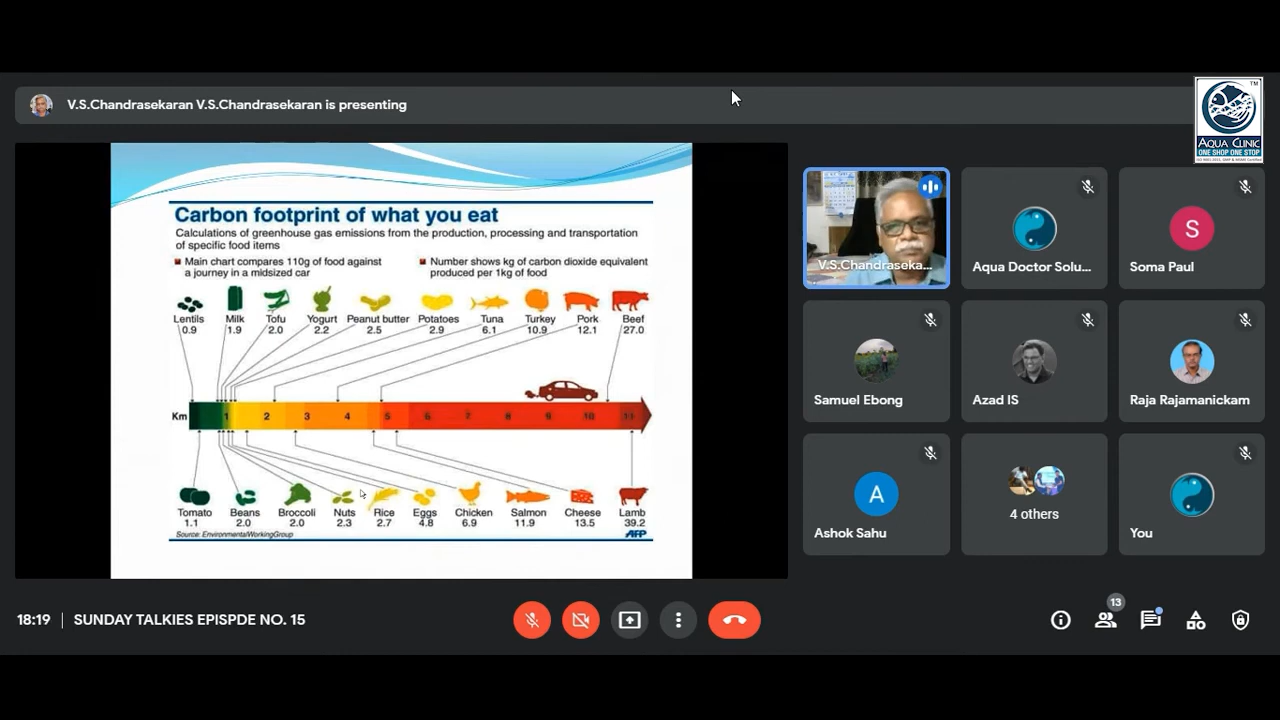 V.S.Chandrasekaran V.S.Chandrasekaran is presenting
TM
AQUA CLINIC
ONE SHOP ONE STOP
Carbon footprint of what you eat
Calculations of greenhouse gas emissions from the production, processing and transportation
of specific food items
Main chart compares 110g of food against
a journey in a midsized car
Number shows kg of carbon dioxide equivalent
produced per 1kg of food
Lentils Milk Tofu Yogurt Peanut butter Potatoes Tuna Turkey Pork Beef
0.9 1.9 2.0 2.2 2.5 2.9 6.1 10.9 12.1 27.0
Km 1 2 3 4 5 6 7 8 9 10 11
Tomato Beans Broccoli Nuts Rice Eggs Chicken Salmon Cheese Lamb
1.1 2.0 2.0 2.3 2.7 4.8 6.9 11.9 13.5 39.2
Source: EnvironmentalWorkingGroup
AFP
V.S.Chandraseka...
Aqua Doctor Solu...
S
Soma Paul
Samuel Ebong
Azad IS
Raja Rajamanickam
A
Ashok Sahu
4 others
You
18:19 | SUNDAY TALKIES EPISPDE NO. 15
13